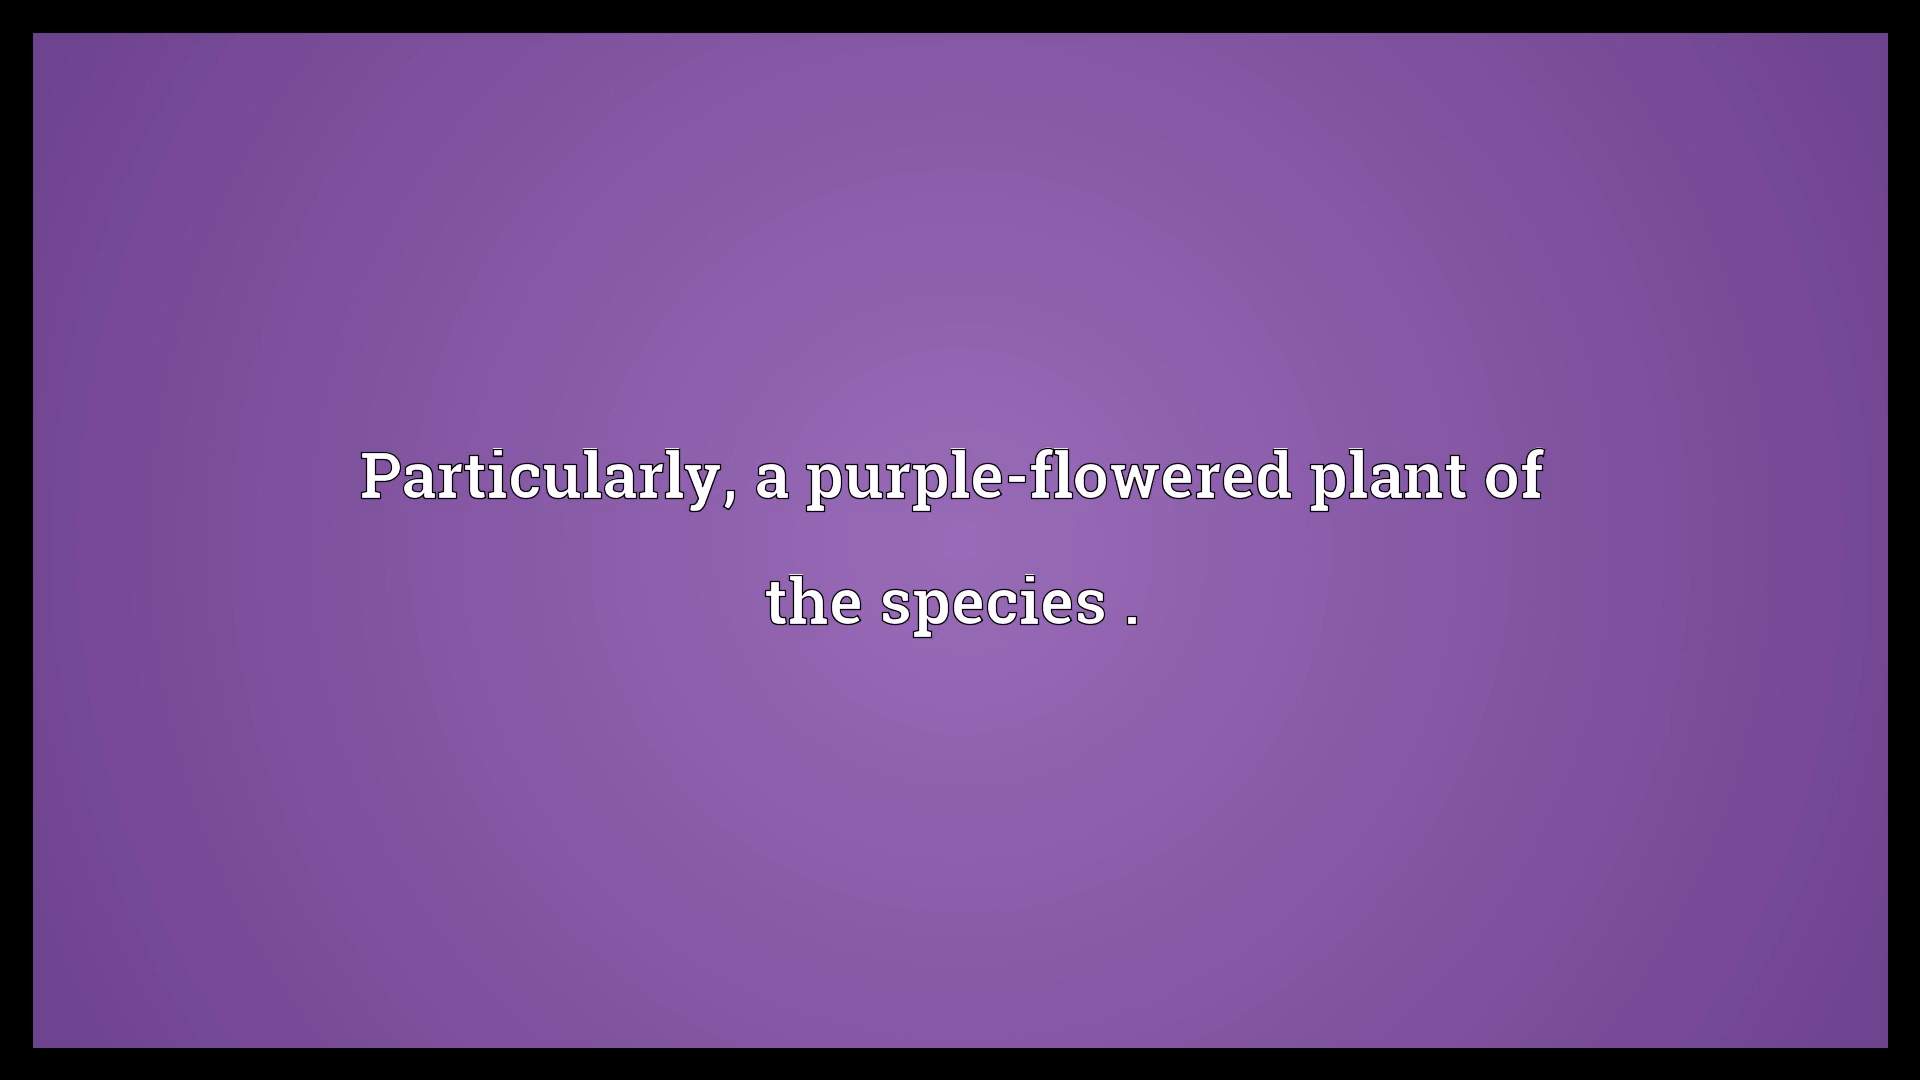 Particularly, a purple-flowered plant of
the species .